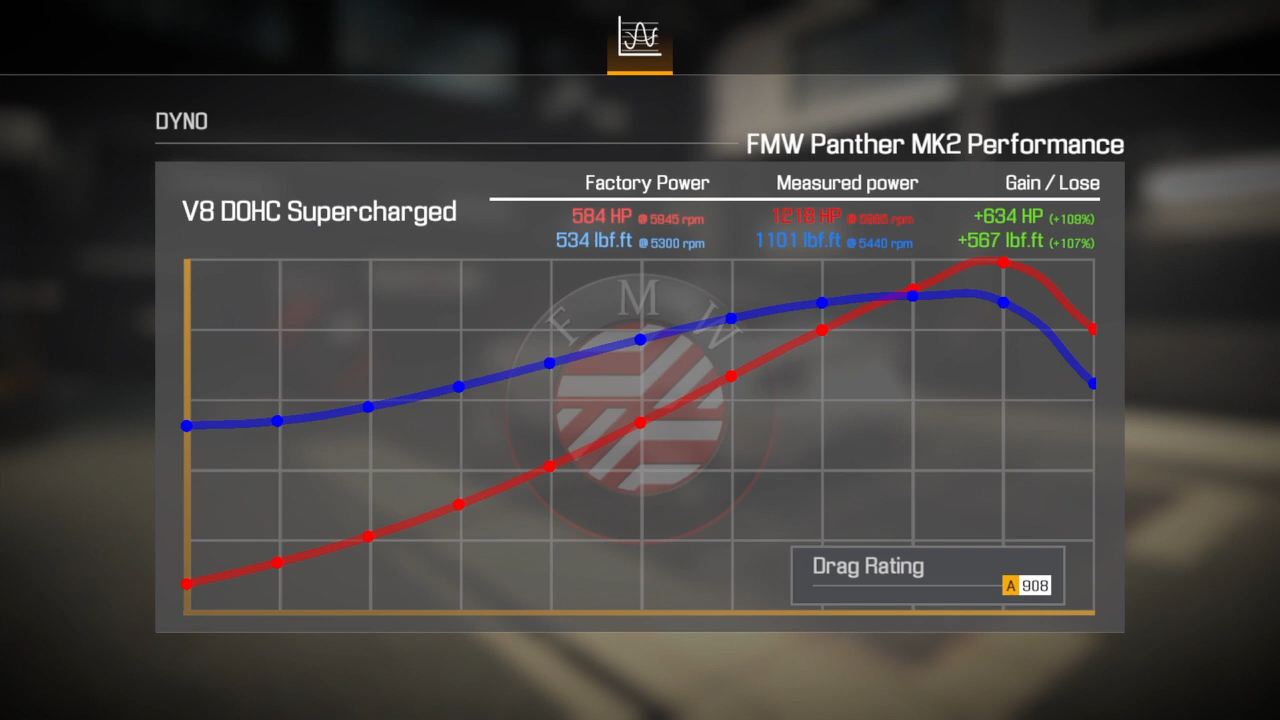 DYNO
FMW Panther MK2 Performance
Factory Power Measured power Gain / Lose
V8 DOHC Supercharged
584 HP @ 5945 rpm 1218 HP @ rpm +634 HP (+109%)
534 lbf.ft @ 5300 rpm 1101 lbf.ft @ 5440 rpm +567 lbf.ft (+107%)
F M W
Drag Rating
A 908